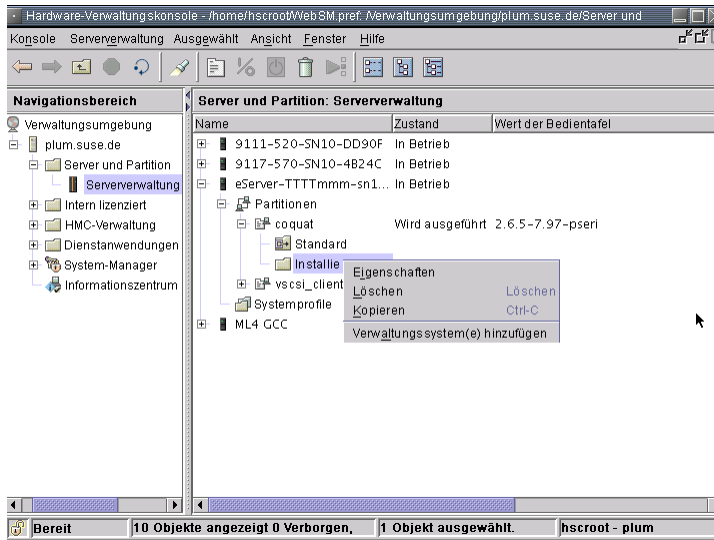 Hardware-Verwaltungskonsole - /home/hscroot/WebSM.pref: /Verwaltungsumgebung/plum.suse.de/Server und
Konsole Serververwaltung Ausgewählt Ansicht Fenster Hilfe
Navigationsbereich
Verwaltungsumgebung
plum.suse.de
Server und Partition
Serververwaltung
Intern lizenziert
HMC-Verwaltung
Dienstanwendungen
System-Manager
Informationszentrum
Server und Partition: Serververwaltung
Name Zustand Wert der Bedientafel
9111-520-SN10-DD90F In Betrieb
9117-570-SN10-4B24C In Betrieb
eServer-TTTTmmm-sn1... In Betrieb
Partitionen
coquat Wird ausgeführt 2.6.5-7.97-pseri
Standard
Installie
vscsi_client
Systemprofile
ML4 GCC
Eigenschaften
Löschen Löschen
Kopieren Ctrl-C
Verwaltungssystem(e) hinzufügen
Bereit 10 Objekte angezeigt 0 Verborgen, 1 Objekt ausgewählt. hscroot - plum